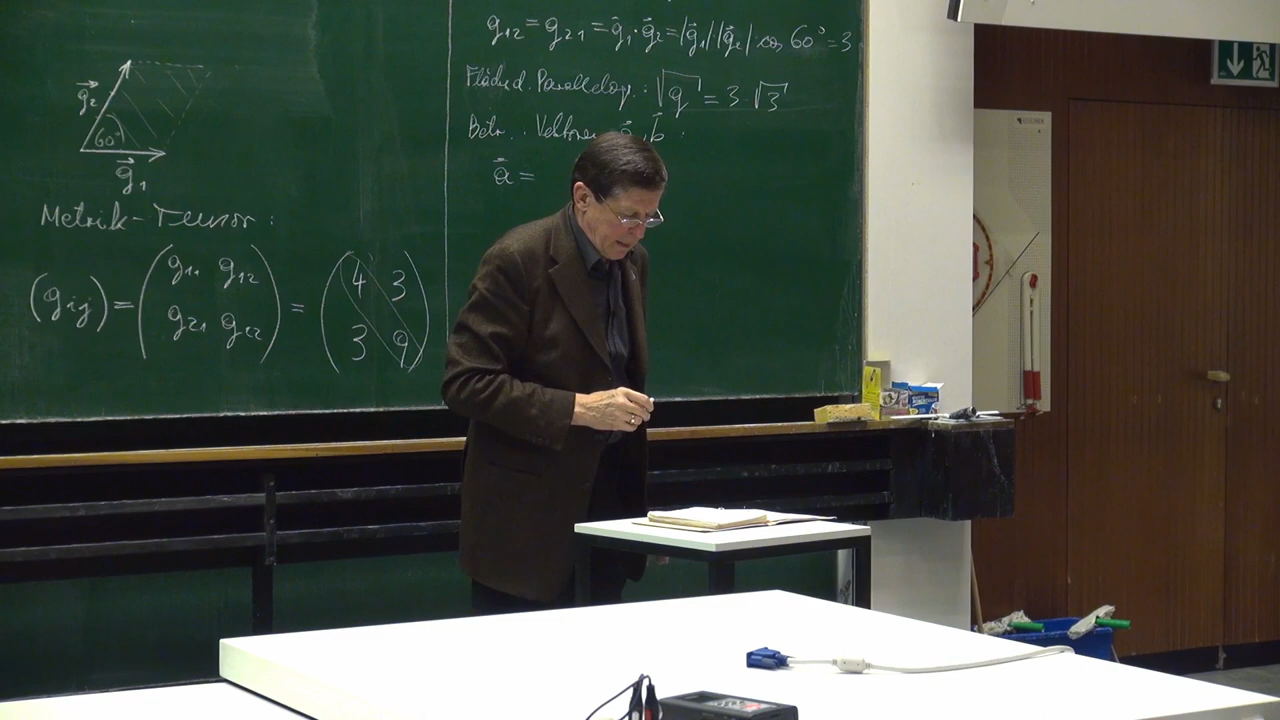 g⃗₂
60°
g⃗₁
Metrik-Tensor:
(gᵢⱼ) = (g₁₁ g₁₂
g₂₁ g₂₂) = (4 3
3 9)
g₁₂ = g₂₁ = g⃗₁·g⃗₂ = |g⃗₁||g⃗₂| cos 60° = 3
Fläche d. Parallelogr.: √g = 3·√3
Betr. : Vektoren a⃗, b⃗ :
a⃗ =